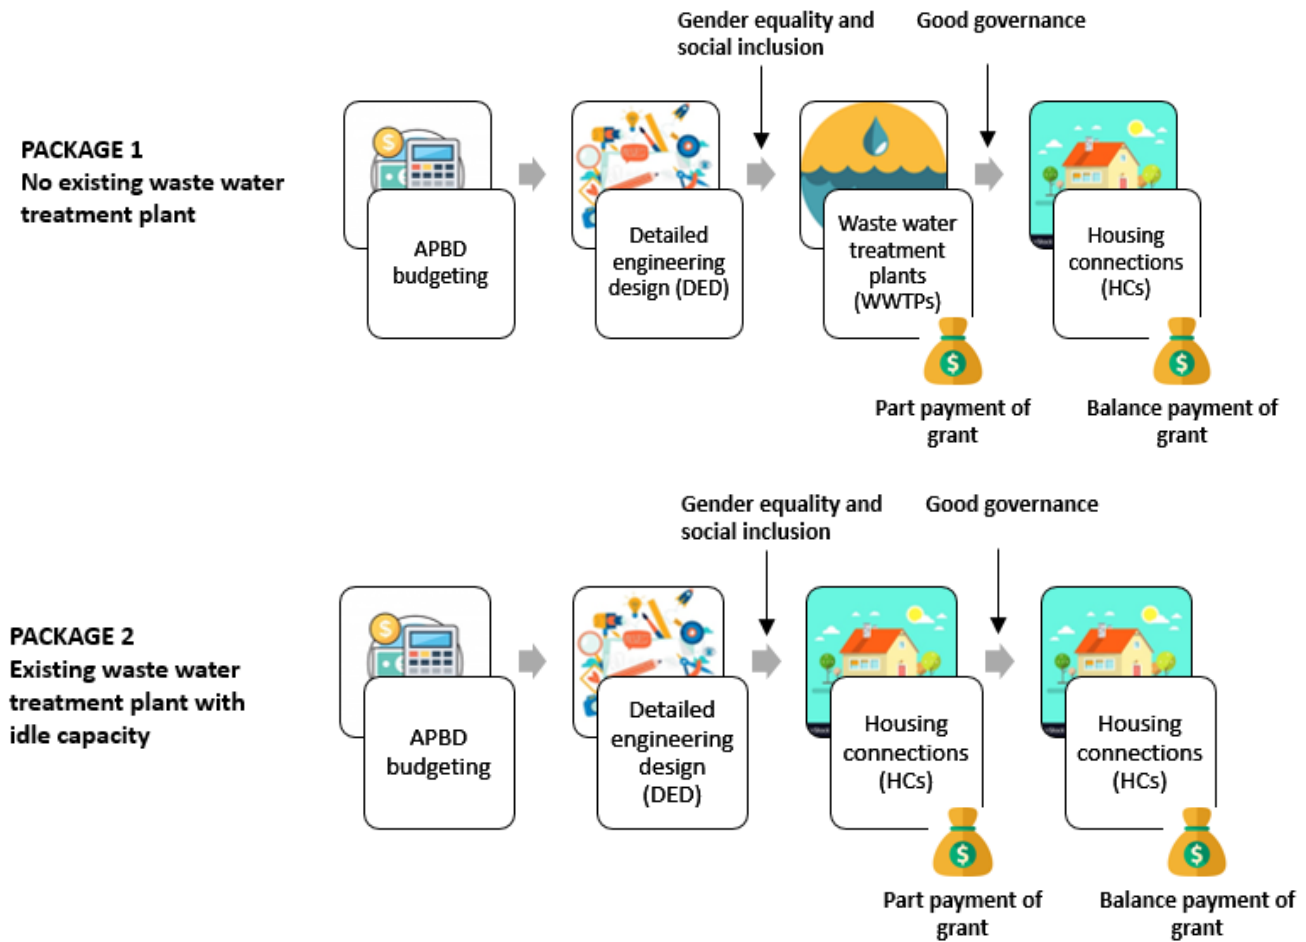 Gender equality and
social inclusion
Good governance
PACKAGE 1
No existing waste water
treatment plant
APBD
budgeting
Detailed
engineering
design (DED)
Waste water
treatment
plants
(WWTPs)
Housing
connections
(HCs)
$
$
Part payment of
grant
Balance payment of
grant
Gender equality and
social inclusion
Good governance
PACKAGE 2
Existing waste water
treatment plant with
idle capacity
APBD
budgeting
Detailed
engineering
design
(DED)
Housing
connections
(HCs)
Housing
connections
(HCs)
$
$
Part payment of
grant
Balance payment of
grant